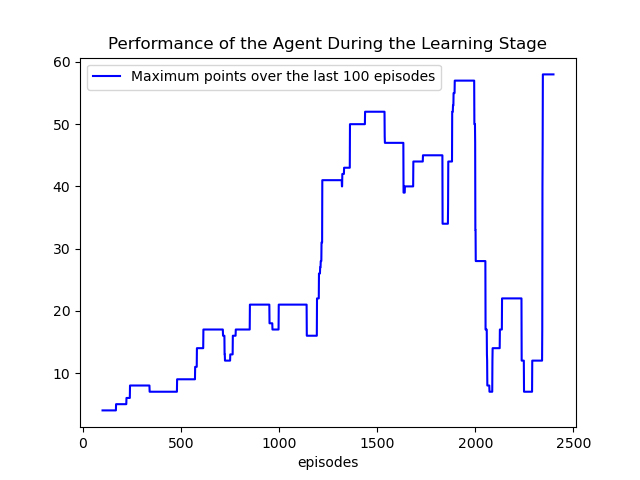 Performance of the Agent During the Learning Stage
Maximum points over the last 100 episodes
60
50
40
30
20
10
0 500 1000 1500 2000 2500
episodes